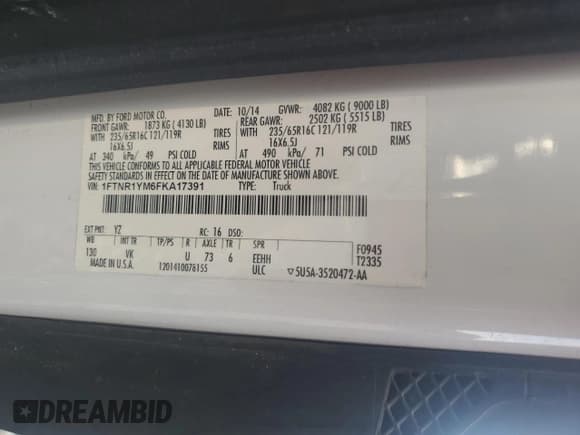 MFD. BY FORD MOTOR CO.
DATE: 10/14 GVWR: 4082 KG ( 9000 LB)
FRONT GAWR: 1873 KG ( 4130 LB) REAR GAWR: 2502 KG ( 5515 LB)
WITH 235/65R16C 121/119R TIRES WITH 235/65R16C 121/119R TIRES
16X6.5J RIMS 16X6.5J RIMS
AT 340 kPa/ 49 PSI COLD AT 490 kPa/ 71 PSI COLD
THIS VEHICLE CONFORMS TO ALL APPLICABLE FEDERAL MOTOR VEHICLE
SAFETY STANDARDS IN EFFECT ON THE DATE OF MANUFACTURE SHOWN ABOVE.
VIN: 1FTNR1YM6FKA17391 TYPE: Truck
EXT PNT: YZ RC: 16 DSO: F0945
WB INT TR TP/PS R AXLE TR SPR T2335
130 VK U 73 6 EEHH
MADE IN U.S.A. 1201410078155 ULC ▽5U5A-3520472-AA
DREAMBID